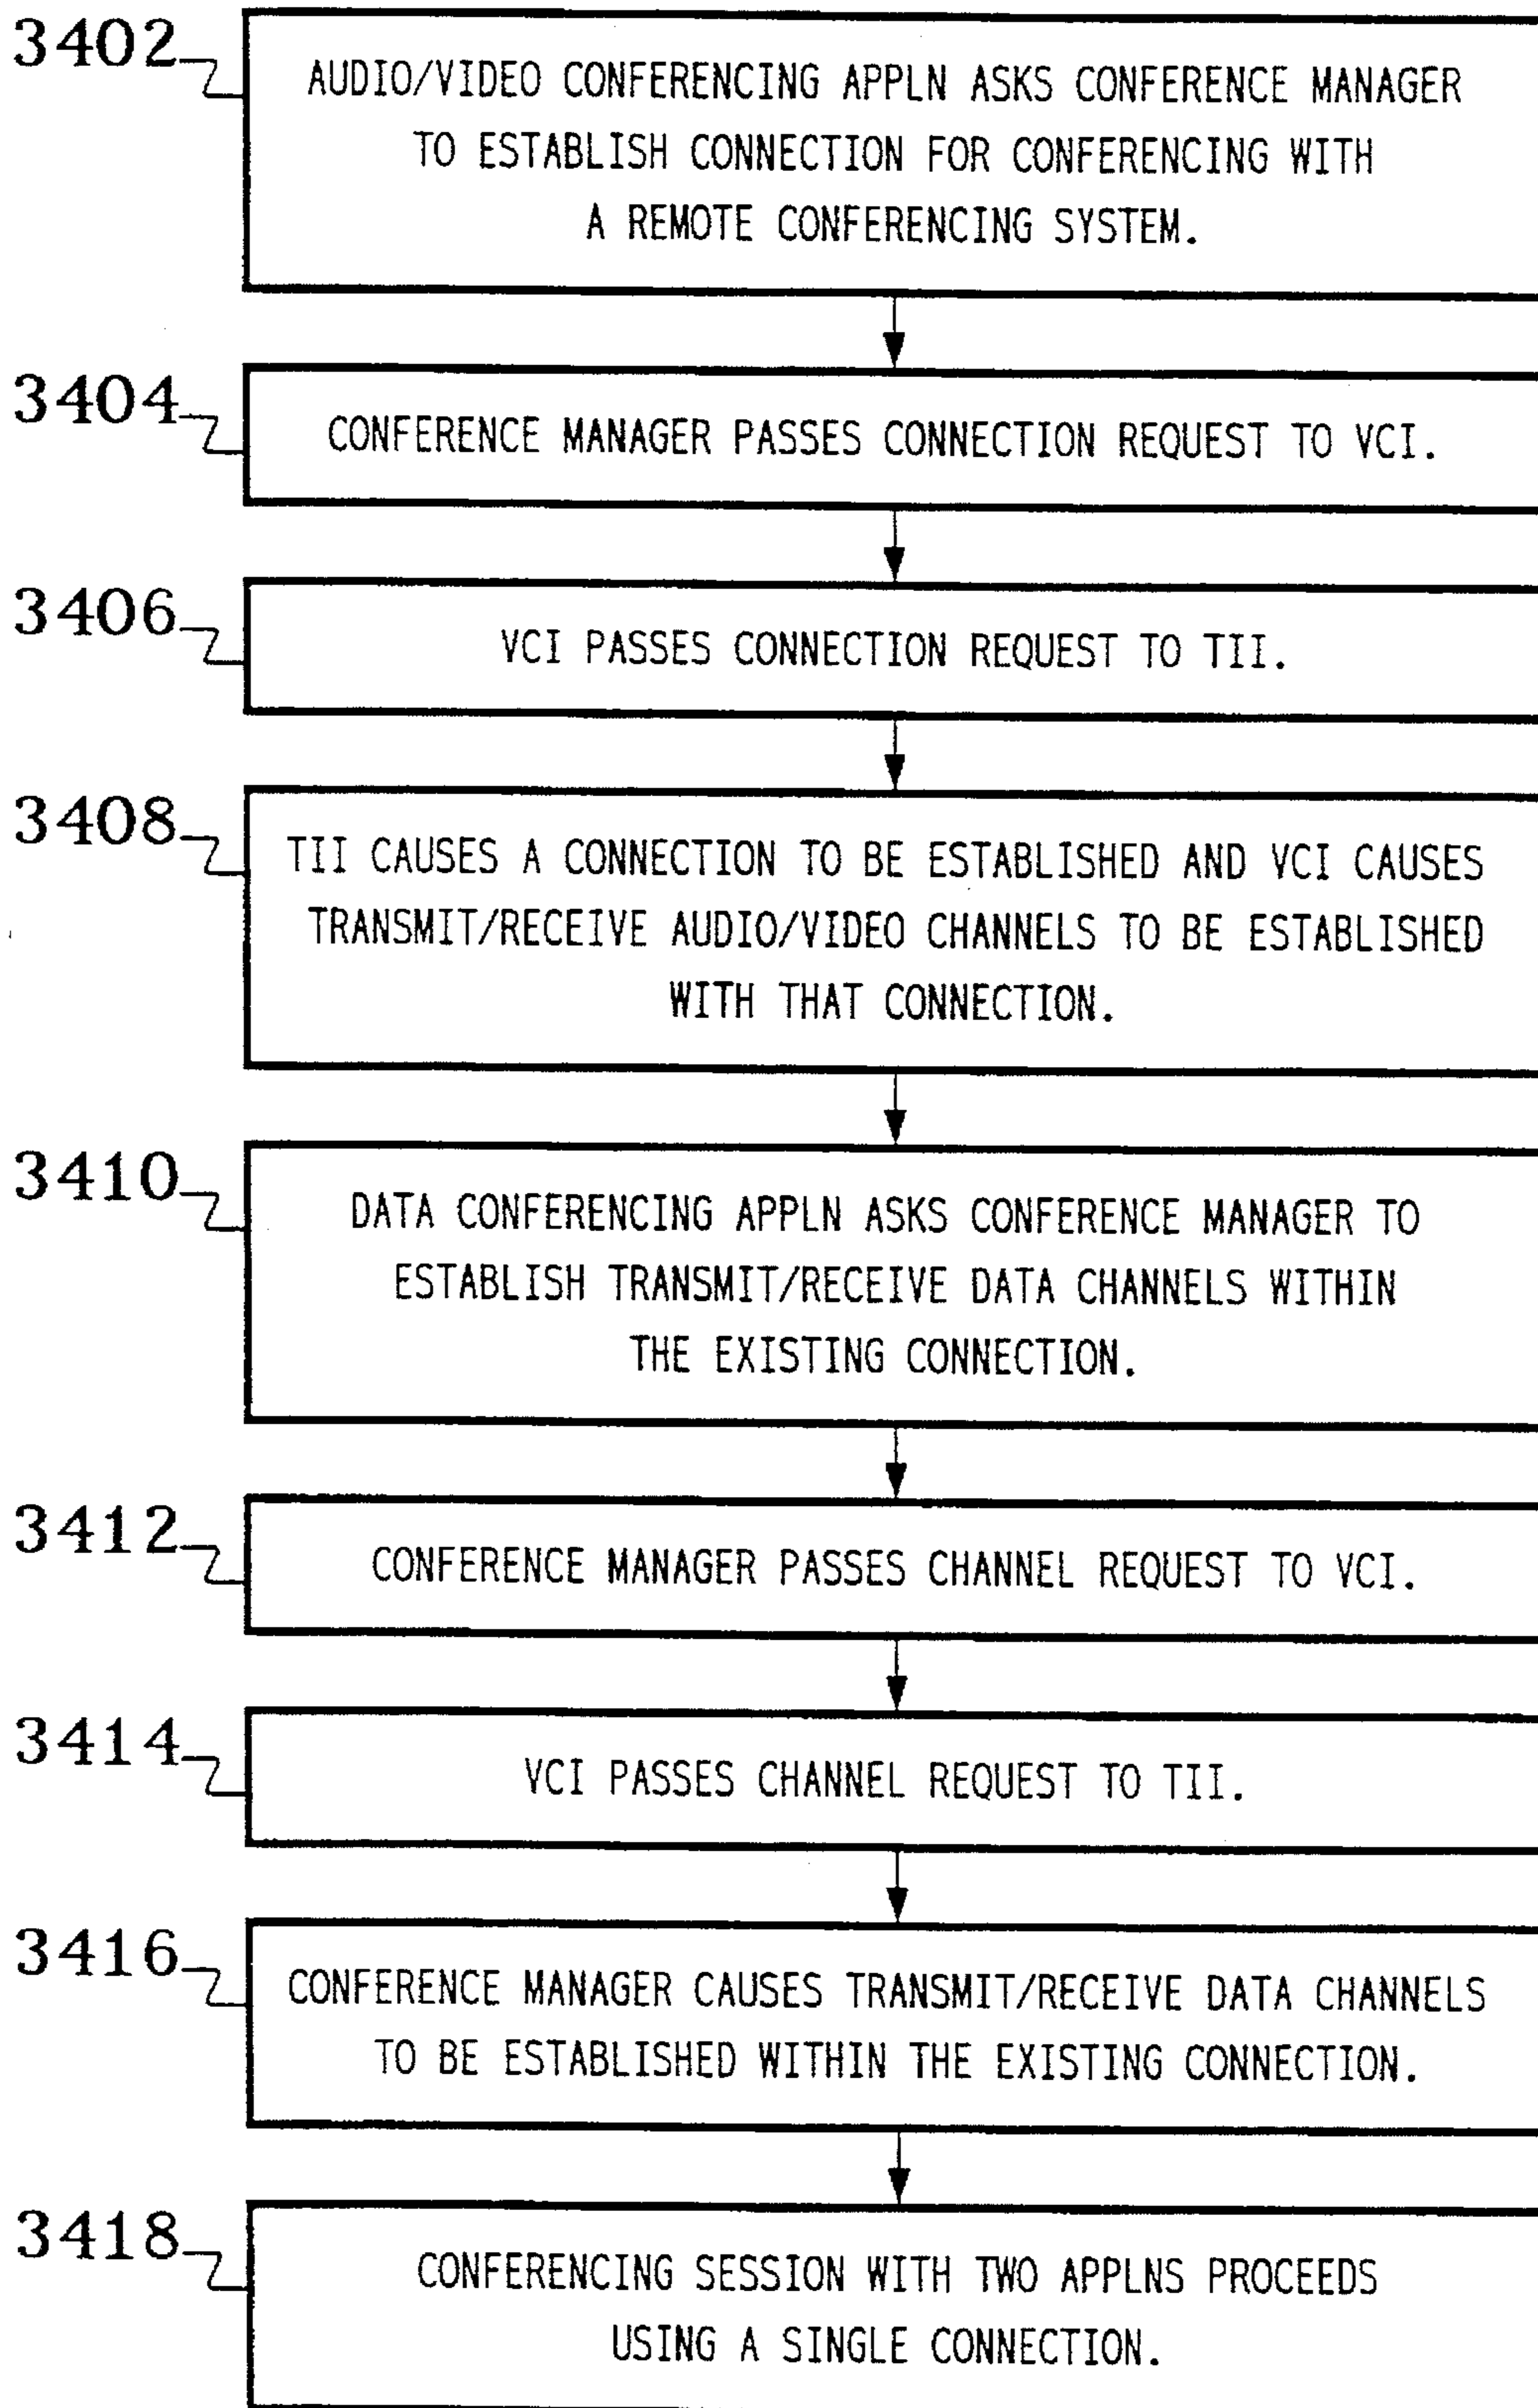 3402
AUDIO/VIDEO CONFERENCING APPLN ASKS CONFERENCE MANAGER
TO ESTABLISH CONNECTION FOR CONFERENCING WITH
A REMOTE CONFERENCING SYSTEM.
3404
CONFERENCE MANAGER PASSES CONNECTION REQUEST TO VCI.
3406
VCI PASSES CONNECTION REQUEST TO TII.
3408
TII CAUSES A CONNECTION TO BE ESTABLISHED AND VCI CAUSES
TRANSMIT/RECEIVE AUDIO/VIDEO CHANNELS TO BE ESTABLISHED
WITH THAT CONNECTION.
3410
DATA CONFERENCING APPLN ASKS CONFERENCE MANAGER TO
ESTABLISH TRANSMIT/RECEIVE DATA CHANNELS WITHIN
THE EXISTING CONNECTION.
3412
CONFERENCE MANAGER PASSES CHANNEL REQUEST TO VCI.
3414
VCI PASSES CHANNEL REQUEST TO TII.
3416
CONFERENCE MANAGER CAUSES TRANSMIT/RECEIVE DATA CHANNELS
TO BE ESTABLISHED WITHIN THE EXISTING CONNECTION.
3418
CONFERENCING SESSION WITH TWO APPLNS PROCEEDS
USING A SINGLE CONNECTION.